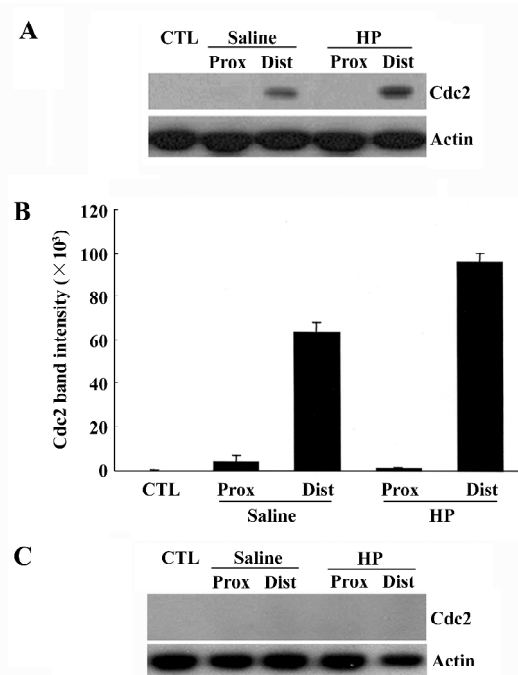 A
CTL Saline HP
Prox Dist Prox Dist
Cdc2
Actin
B
Cdc2 band intensity (×10³)
120
100
80
60
40
20
0
CTL Prox Dist Prox Dist
Saline HP
C
CTL Saline HP
Prox Dist Prox Dist
Cdc2
Actin